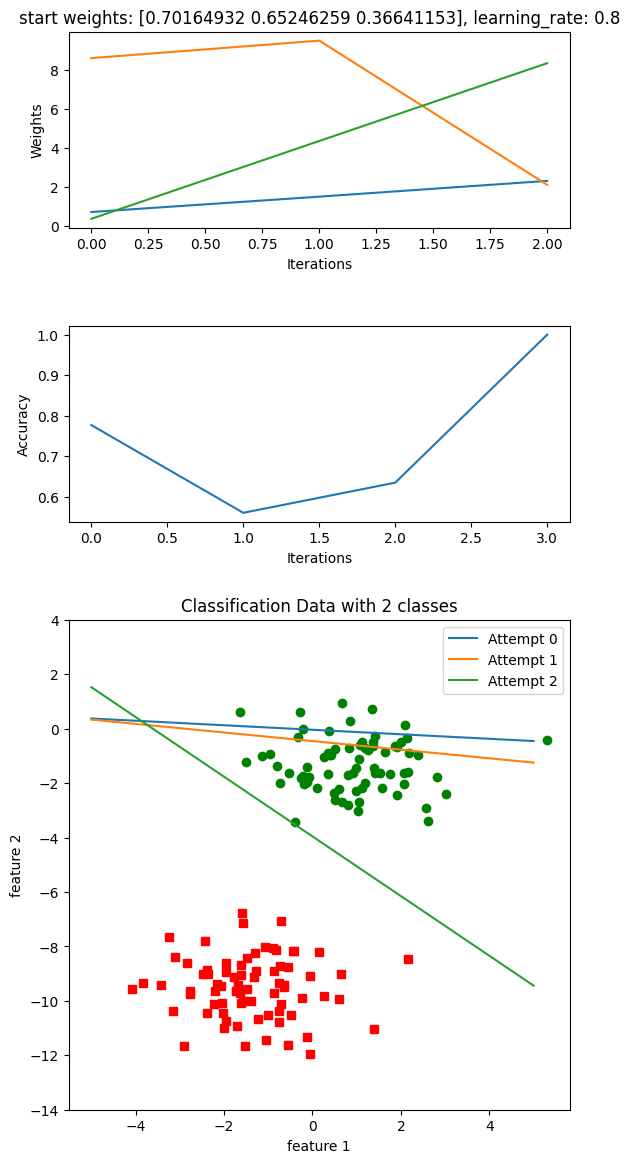 start weights: [0.70164932 0.65246259 0.36641153], learning_rate: 0.8
8
6
4
2
0
Weights
0.00 0.25 0.50 0.75 1.00 1.25 1.50 1.75 2.00
Iterations
1.0
0.9
0.8
0.7
0.6
Accuracy
0.0 0.5 1.0 1.5 2.0 2.5 3.0
Iterations
Classification Data with 2 classes
Attempt 0
Attempt 1
Attempt 2
4
2
0
−2
−4
−6
−8
−10
−12
−14
feature 2
−4 −2 0 2 4
feature 1